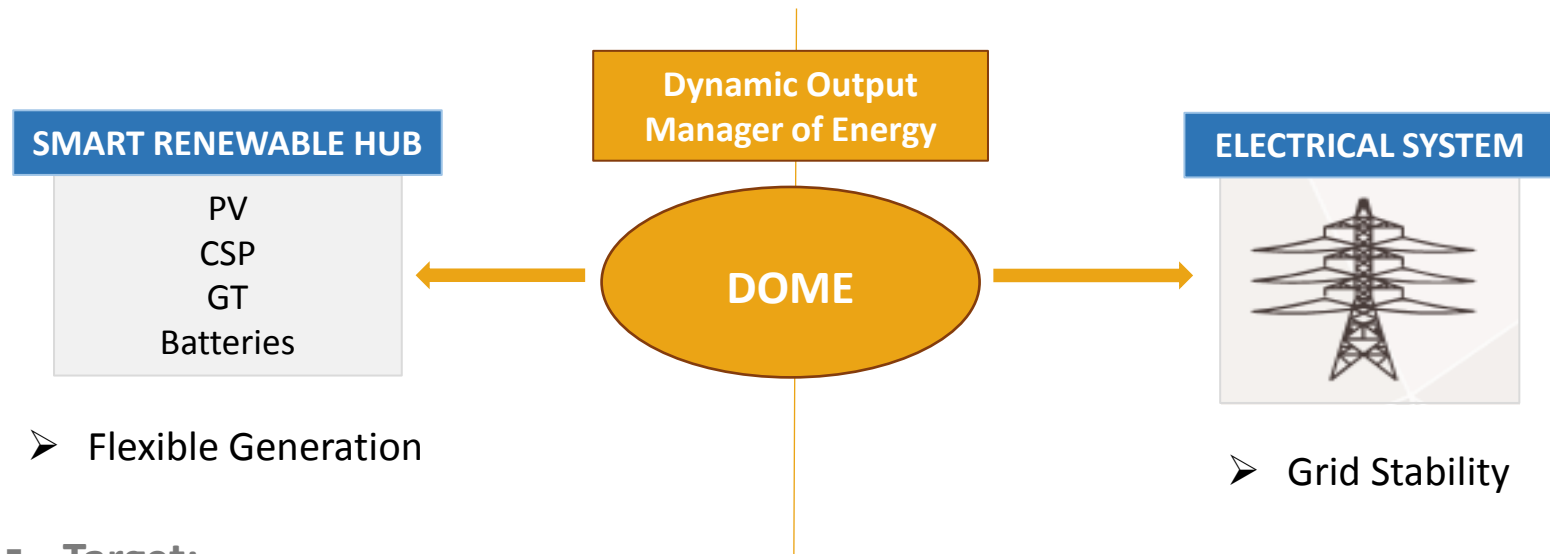 Dynamic Output
Manager of Energy
SMART RENEWABLE HUB
PV
CSP
GT
Batteries
DOME
ELECTRICAL SYSTEM
➢ Flexible Generation
➢ Grid Stability
▪ Target: